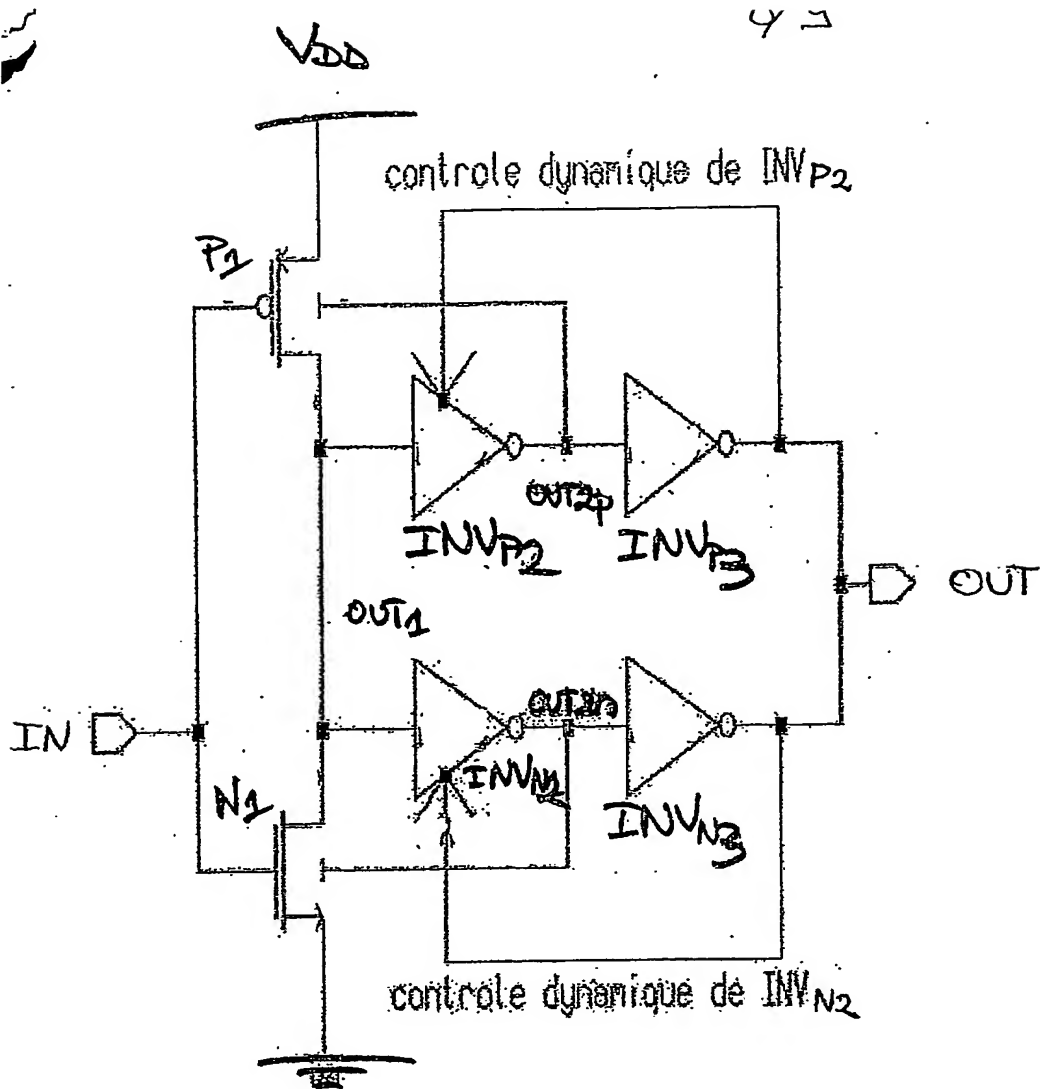 VDD
controle dynamique de INVP2
P1
OUT2p
INVP2
INVP3
OUT
OUT1
IN
INVN2
N1
INVN3
controle dynamique de INVN2